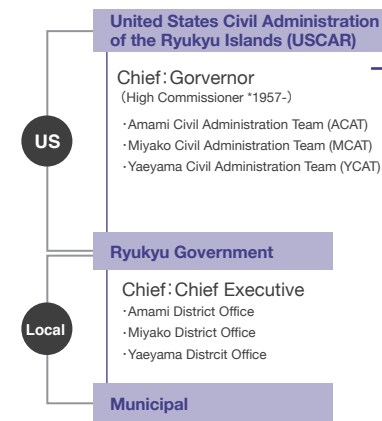 United States Civil Administration
of the Ryukyu Islands (USCAR)
Chief：Gorvernor
（High Commissioner *1957-）
・Amami Civil Administration Team (ACAT)
・Miyako Civil Administration Team (MCAT)
・Yaeyama Civil Administration Team (YCAT)
US
Ryukyu Government
Chief：Chief Executive
・Amami District Office
・Miyako District Office
・Yaeyama Distrcit Office
Local
Municipal